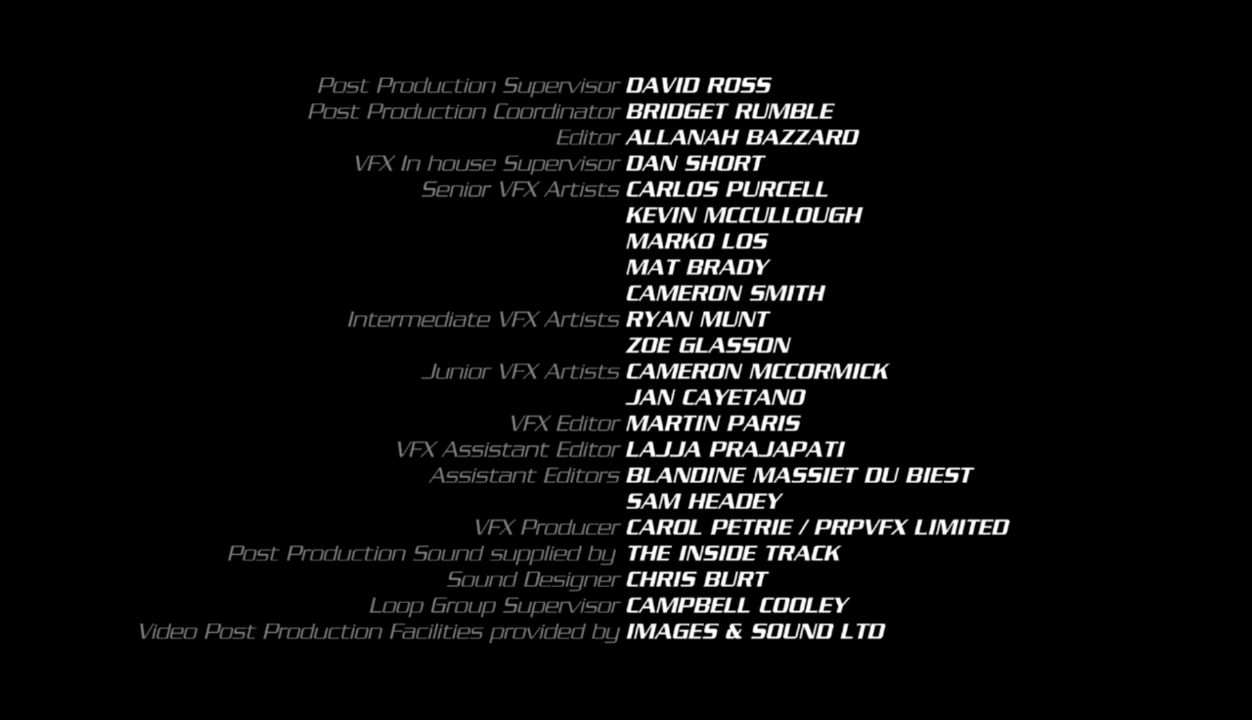 Post Production Supervisor DAVID ROSS
Post Production Coordinator BRIDGET RUMBLE
Editor ALLANAH BAZZARD
VFX In house Supervisor DAN SHORT
Senior VFX Artists CARLOS PURCELL
KEVIN MCCULLOUGH
MARKO LOS
MAT BRADY
CAMERON SMITH
Intermediate VFX Artists RYAN MUNT
ZOE GLASSON
Junior VFX Artists CAMERON MCCORMICK
JAN CAYETANO
VFX Editor MARTIN PARIS
VFX Assistant Editor LAJJA PRAJAPATI
Assistant Editors BLANDINE MASSIET DU BIEST
SAM HEADEY
VFX Producer CAROL PETRIE / PRPVFX LIMITED
Post Production Sound supplied by THE INSIDE TRACK
Sound Designer CHRIS BURT
Loop Group Supervisor CAMPBELL COOLEY
Video Post Production Facilities provided by IMAGES & SOUND LTD